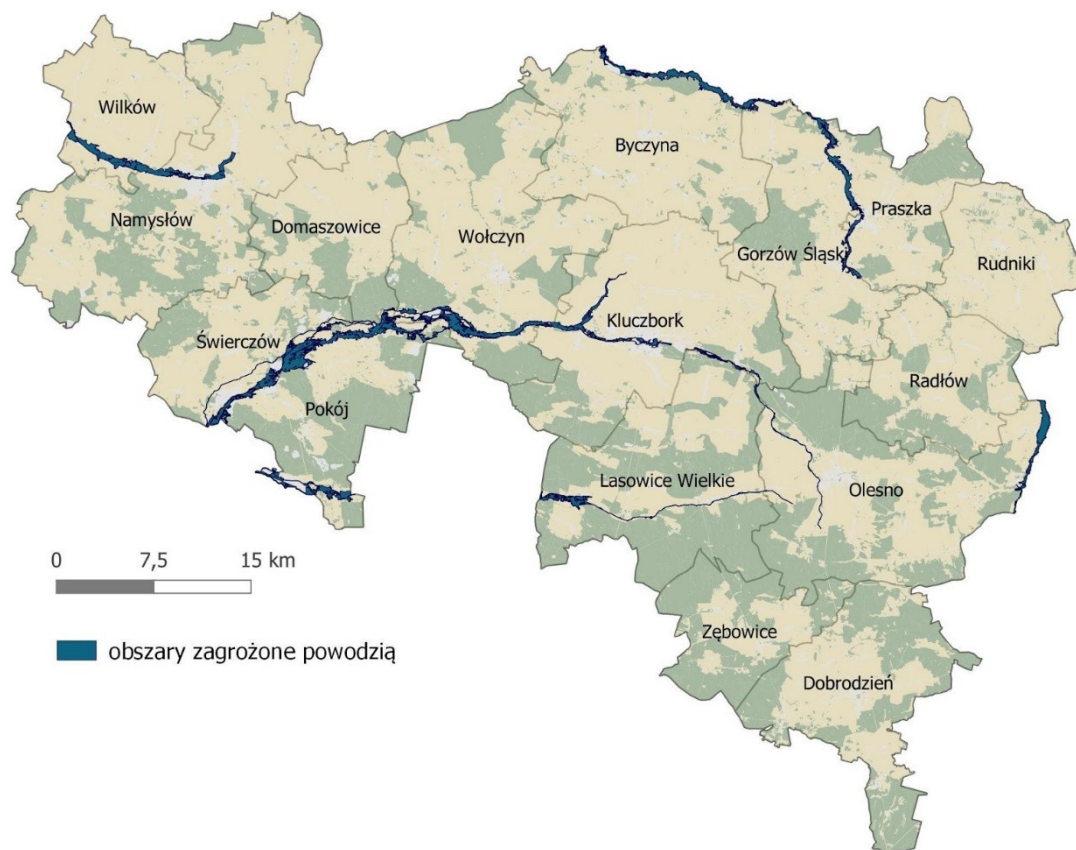 Wilków
Byczyna
Namysłów
Domaszowice
Wołczyn
Praszka
Gorzów Śląski
Rudniki
Świerczów
Kluczbork
Radłów
Pokój
Lasowice Wielkie
Olesno
0 7,5 15 km
Zębowice
obszary zagrożone powodzią
Dobrodzień